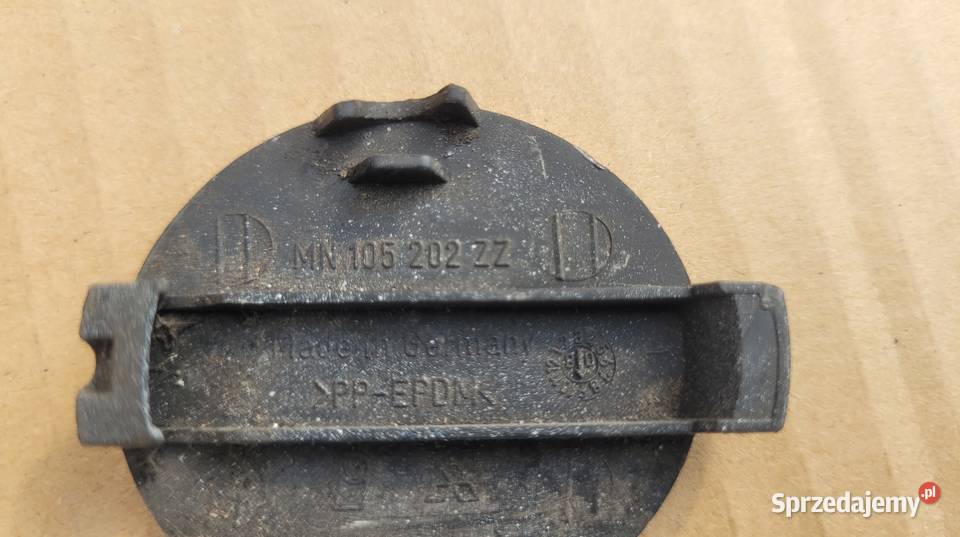 D MN 105 202 ZZ D
Made in Germany
>PP-EPDM<
Sprzedajemy.pl